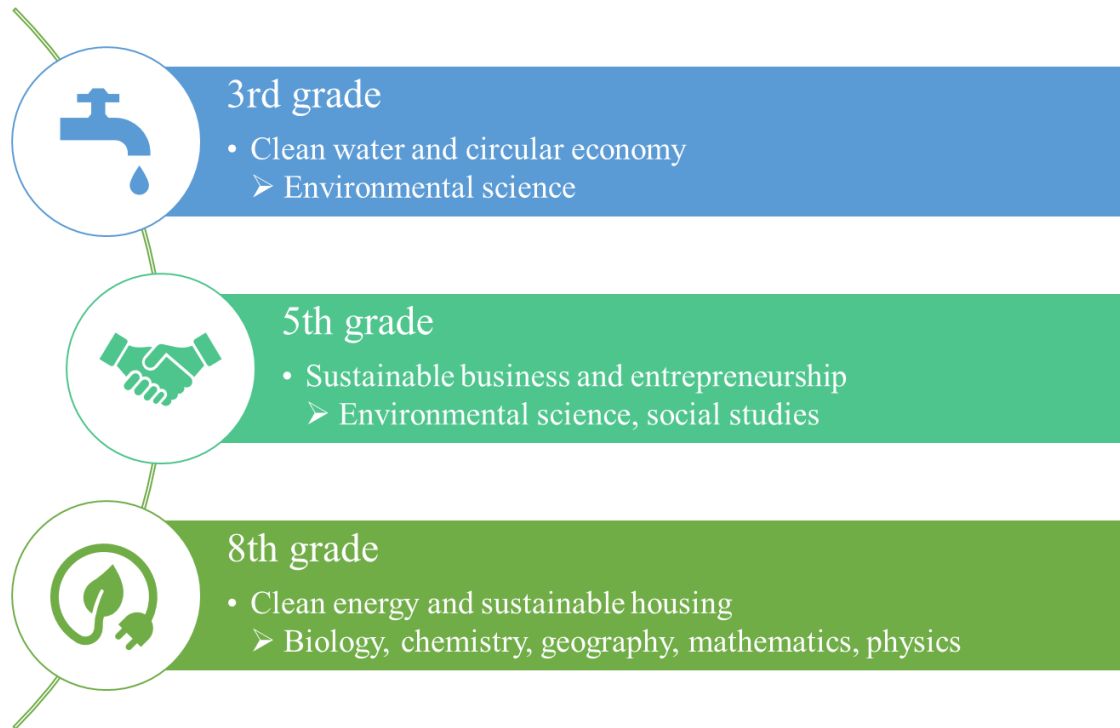 3rd grade
• Clean water and circular economy
➢ Environmental science
5th grade
• Sustainable business and entrepreneurship
➢ Environmental science, social studies
8th grade
• Clean energy and sustainable housing
➢ Biology, chemistry, geography, mathematics, physics